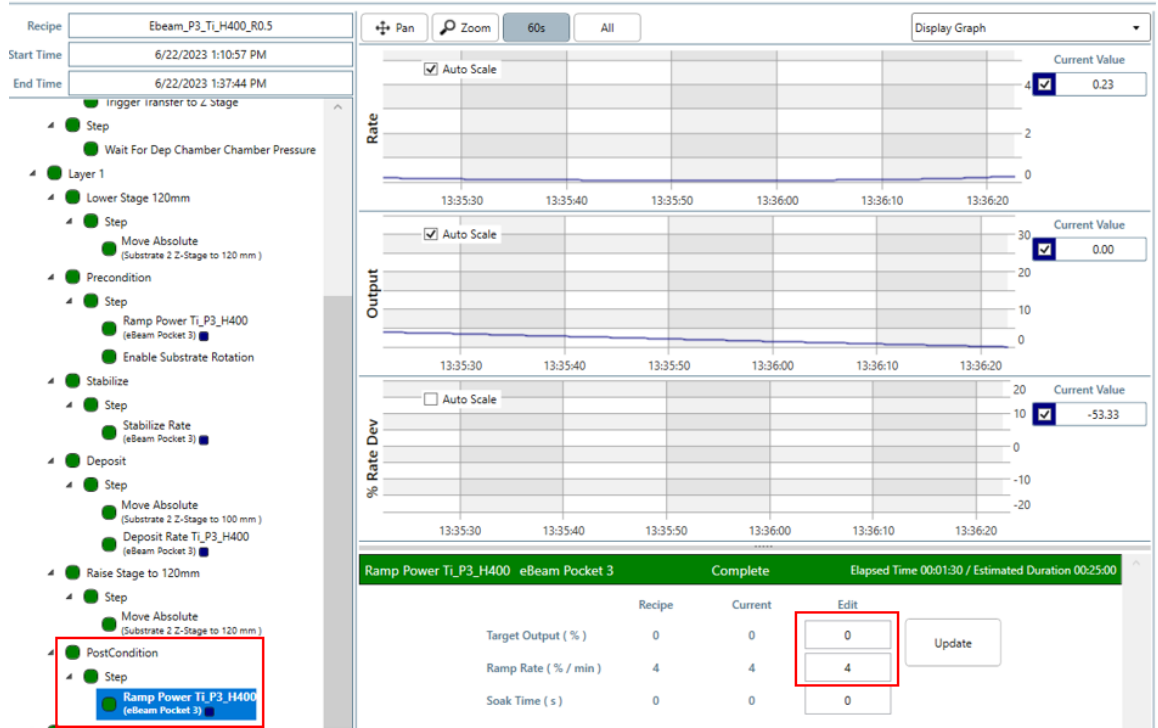 Recipe Ebeam_P3_Ti_H400_R0.5
Start Time 6/22/2023 1:10:57 PM
End Time 6/22/2023 1:37:44 PM
Trigger Transfer to Z Stage
Step
Wait For Dep Chamber Chamber Pressure
Layer 1
Lower Stage 120mm
Step
Move Absolute
(Substrate 2 Z-Stage to 120 mm )
Precondition
Step
Ramp Power Ti_P3_H400
(eBeam Pocket 3)
Enable Substrate Rotation
Stabilize
Step
Stabilize Rate
(eBeam Pocket 3)
Deposit
Step
Move Absolute
(Substrate 2 Z-Stage to 100 mm )
Deposit Rate Ti_P3_H400
(eBeam Pocket 3)
Raise Stage to 120mm
Step
Move Absolute
(Substrate 2 Z-Stage to 120 mm )
PostCondition
Step
Ramp Power Ti_P3_H400
(eBeam Pocket 3)
Pan Zoom 60s All Display Graph
Auto Scale
Current Value
0.23
Rate
4
2
0
13:35:30 13:35:40 13:35:50 13:36:00 13:36:10 13:36:20
Auto Scale
Current Value
0.00
Output
30
20
10
0
13:35:30 13:35:40 13:35:50 13:36:00 13:36:10 13:36:20
Auto Scale
Current Value
-53.33
% Rate Dev
20
10
0
-10
-20
13:35:30 13:35:40 13:35:50 13:36:00 13:36:10 13:36:20
Ramp Power Ti_P3_H400 eBeam Pocket 3 Complete Elapsed Time 00:01:30 / Estimated Duration 00:25:00
Recipe Current Edit
Target Output ( % ) 0 0 0 Update
Ramp Rate ( % / min ) 4 4 4
Soak Time ( s ) 0 0 0